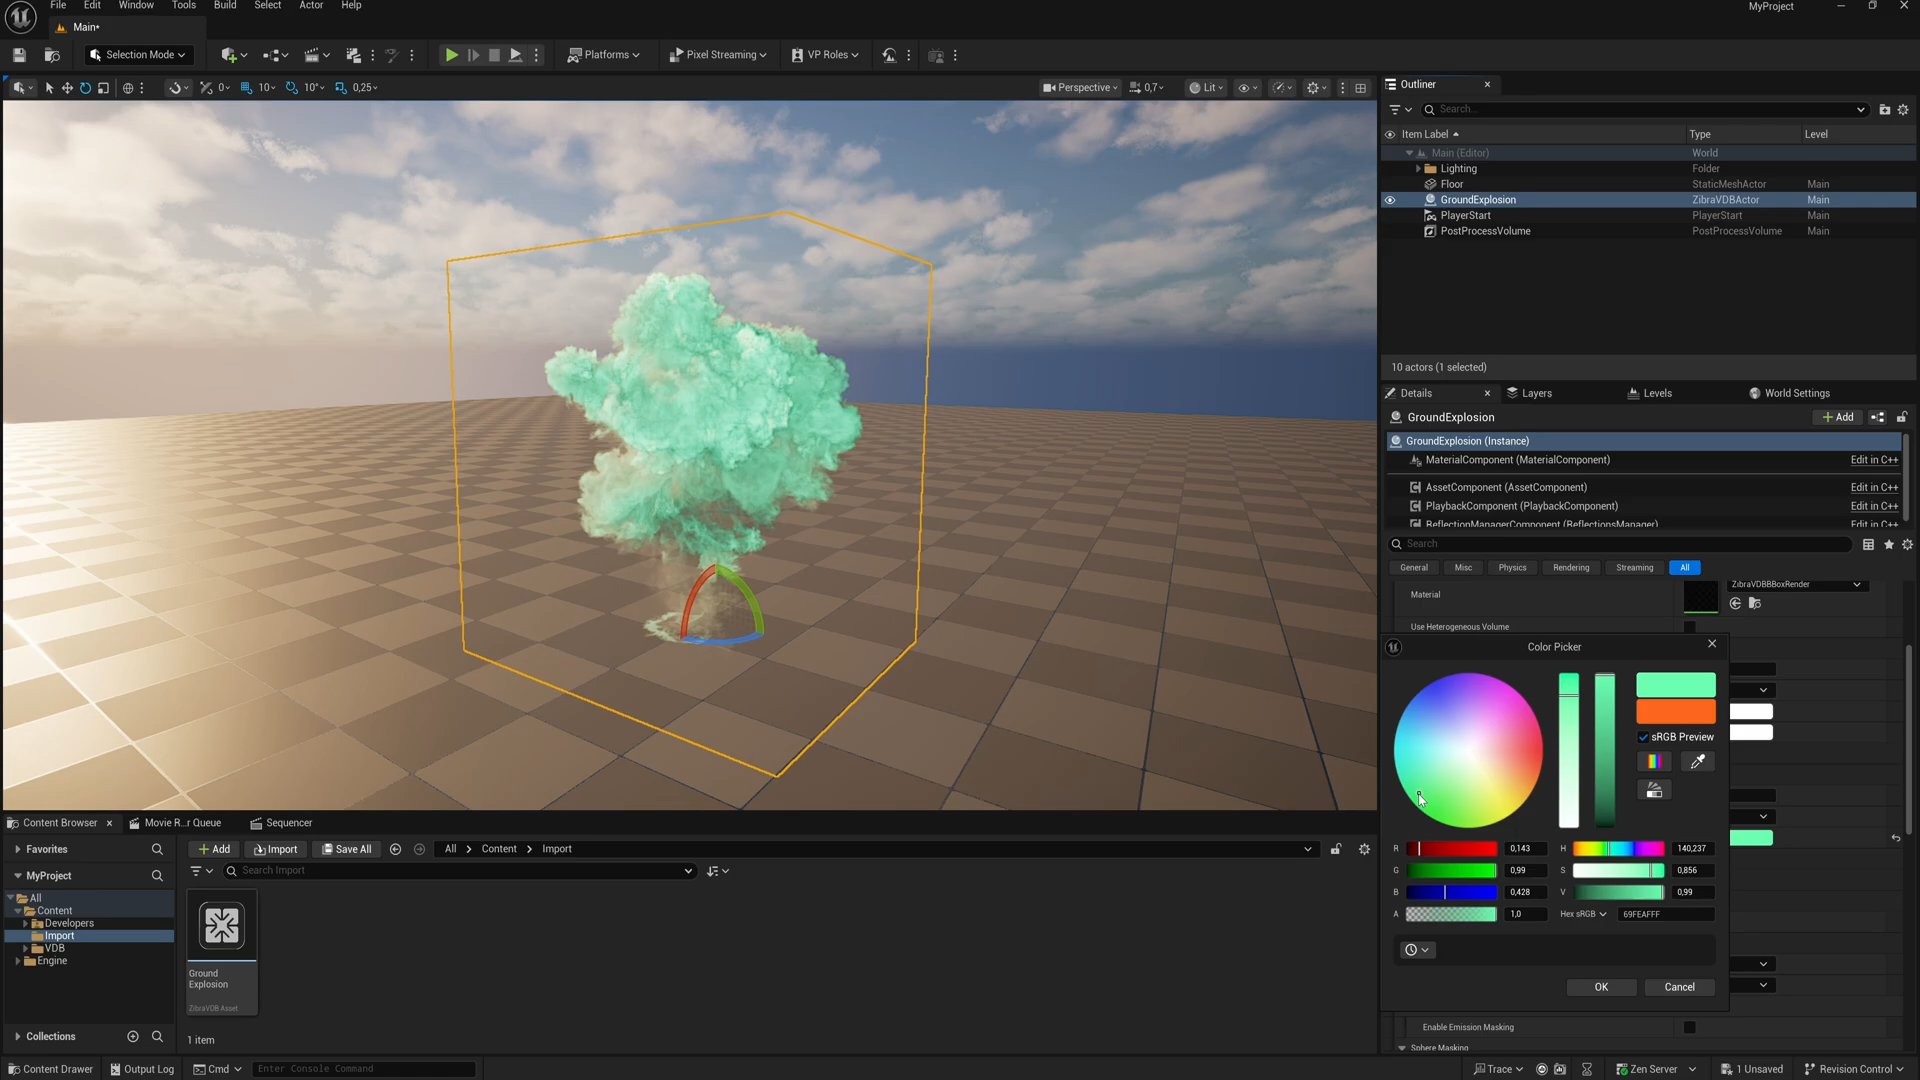 File Edit Window Tools Build Select Actor Help
MyProject
Main*
Selection Mode
Platforms
Pixel Streaming
VP Roles
0
10
10°
0,25
Perspective
0,7
Lit
Outliner
Search...
Item Label
Type
Level
Main (Editor)
World
Lighting
Folder
Floor
StaticMeshActor
Main
GroundExplosion
ZibraVDBActor
Main
PlayerStart
PlayerStart
Main
PostProcessVolume
PostProcessVolume
Main
10 actors (1 selected)
Details
Layers
Levels
World Settings
GroundExplosion
Add
GroundExplosion (Instance)
MaterialComponent (MaterialComponent)
Edit in C++
AssetComponent (AssetComponent)
Edit in C++
PlaybackComponent (PlaybackComponent)
Edit in C++
ReflectionManagerComponent (ReflectionsManager)
Edit in C++
Search
General
Misc
Physics
Rendering
Streaming
All
Material
ZibraVDBBBoxRender
Use Heterogeneous Volume
Color Picker
sRGB Preview
R 0,143
H 140,237
G 0,99
S 0,856
B 0,428
V 0,99
A 1,0
Hex sRGB 69FEAFFF
OK
Cancel
Enable Emission Masking
Sphere Masking
Content Browser
Movie R...r Queue
Sequencer
Favorites
Add
Import
Save All
All
Content
Import
Search Import
MyProject
All
Content
Developers
Import
VDB
Engine
Ground
Explosion
ZibraVDB Asset
Collections
1 item
Content Drawer
Output Log
Cmd
Enter Console Command
Trace
Zen Server
1 Unsaved
Revision Control